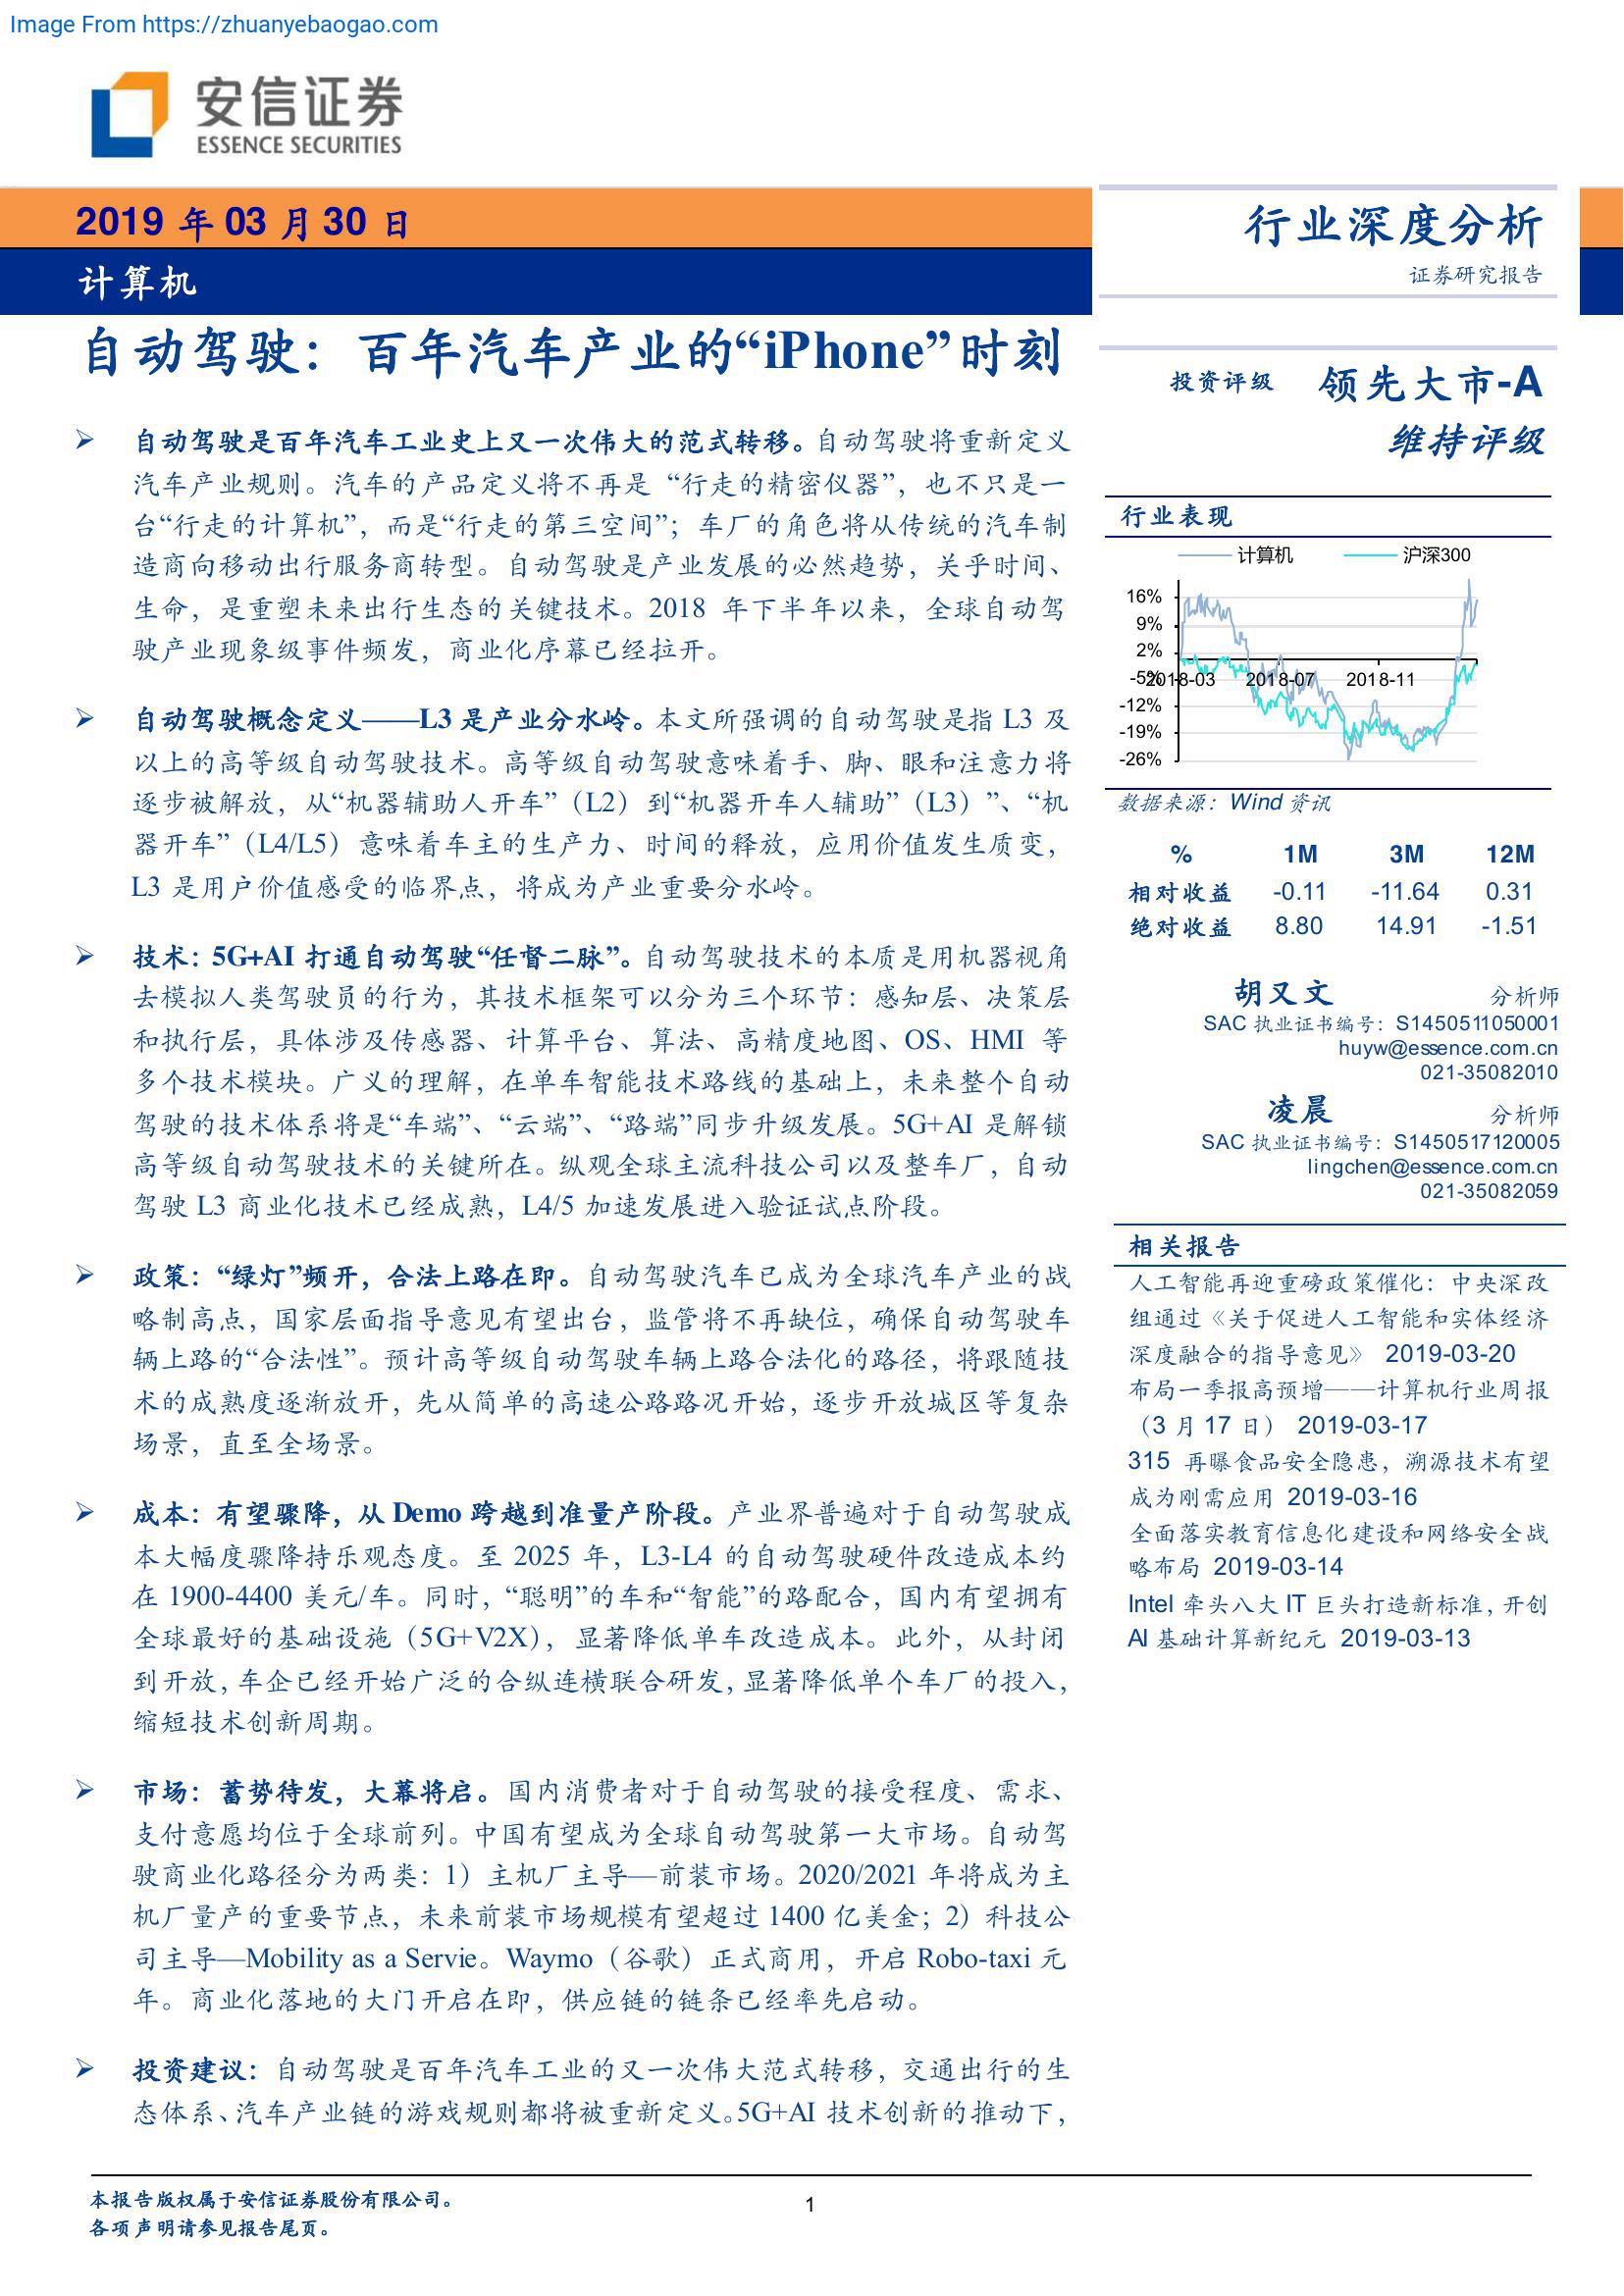 Image From https://zhuanyebaogao.com
安信证券
ESSENCE SECURITIES
2019 年 03 月 30 日
计算机
自动驾驶：百年汽车产业的“iPhone”时刻
自动驾驶是百年汽车工业史上又一次伟大的范式转移。自动驾驶将重新定义
汽车产业规则。汽车的产品定义将不再是 “行走的精密仪器”，也不只是一
台“行走的计算机”，而是“行走的第三空间”；车厂的角色将从传统的汽车制
造商向移动出行服务商转型。自动驾驶是产业发展的必然趋势，关乎时间、
生命，是重塑未来出行生态的关键技术。2018 年下半年以来，全球自动驾
驶产业现象级事件频发，商业化序幕已经拉开。
自动驾驶概念定义——L3 是产业分水岭。本文所强调的自动驾驶是指 L3 及
以上的高等级自动驾驶技术。高等级自动驾驶意味着手、脚、眼和注意力将
逐步被解放，从“机器辅助人开车”（L2）到“机器开车人辅助”（L3）”、“机
器开车”（L4/L5）意味着车主的生产力、时间的释放，应用价值发生质变，
L3 是用户价值感受的临界点，将成为产业重要分水岭。
技术：5G+AI 打通自动驾驶“任督二脉”。自动驾驶技术的本质是用机器视角
去模拟人类驾驶员的行为，其技术框架可以分为三个环节：感知层、决策层
和执行层，具体涉及传感器、计算平台、算法、高精度地图、OS、HMI 等
多个技术模块。广义的理解，在单车智能技术路线的基础上，未来整个自动
驾驶的技术体系将是“车端”、“云端”、“路端”同步升级发展。5G+AI 是解锁
高等级自动驾驶技术的关键所在。纵观全球主流科技公司以及整车厂，自动
驾驶 L3 商业化技术已经成熟，L4/5 加速发展进入验证试点阶段。
政策：“绿灯”频开，合法上路在即。自动驾驶汽车已成为全球汽车产业的战
略制高点，国家层面指导意见有望出台，监管将不再缺位，确保自动驾驶车
辆上路的“合法性”。预计高等级自动驾驶车辆上路合法化的路径，将跟随技
术的成熟度逐渐放开，先从简单的高速公路路况开始，逐步开放城区等复杂
场景，直至全场景。
成本：有望骤降，从 Demo 跨越到准量产阶段。产业界普遍对于自动驾驶成
本大幅度骤降持乐观态度。至 2025 年，L3-L4 的自动驾驶硬件改造成本约
在 1900-4400 美元/车。同时，“聪明”的车和“智能”的路配合，国内有望拥有
全球最好的基础设施（5G+V2X），显著降低单车改造成本。此外，从封闭
到开放，车企已经开始广泛的合纵连横联合研发，显著降低单个车厂的投入，
缩短技术创新周期。
市场：蓄势待发，大幕将启。国内消费者对于自动驾驶的接受程度、需求、
支付意愿均位于全球前列。中国有望成为全球自动驾驶第一大市场。自动驾
驶商业化路径分为两类：1）主机厂主导—前装市场。2020/2021 年将成为主
机厂量产的重要节点，未来前装市场规模有望超过 1400 亿美金；2）科技公
司主导—Mobility as a Servie。Waymo（谷歌）正式商用，开启 Robo-taxi 元
年。商业化落地的大门开启在即，供应链的链条已经率先启动。
投资建议：自动驾驶是百年汽车工业的又一次伟大范式转移，交通出行的生
态体系、汽车产业链的游戏规则都将被重新定义。5G+AI 技术创新的推动下，
行业深度分析
证券研究报告
投资评级 领先大市-A
维持评级
行业表现
计算机 沪深300
16%
9%
2%
-5%
2018-03 2018-07 2018-11
-12%
-19%
-26%
数据来源：Wind 资讯
% 1M 3M 12M
相对收益 -0.11 -11.64 0.31
绝对收益 8.80 14.91 -1.51
胡又文 分析师
SAC 执业证书编号：S1450511050001
huyw@essence.com.cn
021-35082010
凌晨 分析师
SAC 执业证书编号：S1450517120005
lingchen@essence.com.cn
021-35082059
相关报告
人工智能再迎重磅政策催化：中央深改
组通过《关于促进人工智能和实体经济
深度融合的指导意见》 2019-03-20
布局一季报高预增——计算机行业周报
（3 月 17 日） 2019-03-17
315 再曝食品安全隐患，溯源技术有望
成为刚需应用 2019-03-16
全面落实教育信息化建设和网络安全战
略布局 2019-03-14
Intel 牵头八大 IT 巨头打造新标准，开创
AI 基础计算新纪元 2019-03-13
本报告版权属于安信证券股份有限公司。
各项声明请参见报告尾页。
1